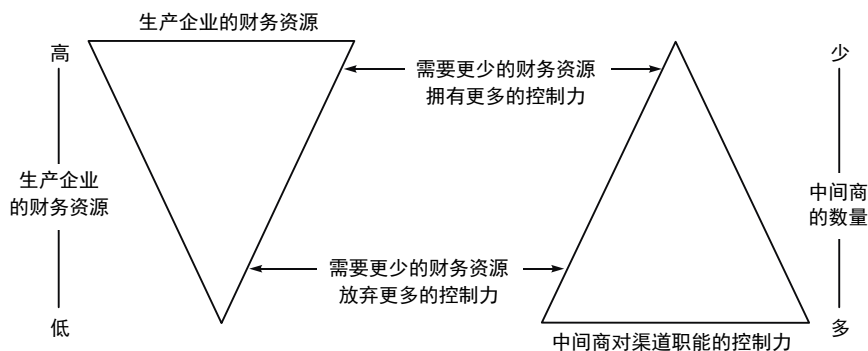 生产企业的财务资源
高
少
需要更少的财务资源
拥有更多的控制力
生产企业
的财务资源
中间商
的数量
需要更少的财务资源
放弃更多的控制力
低
多
中间商对渠道职能的控制力